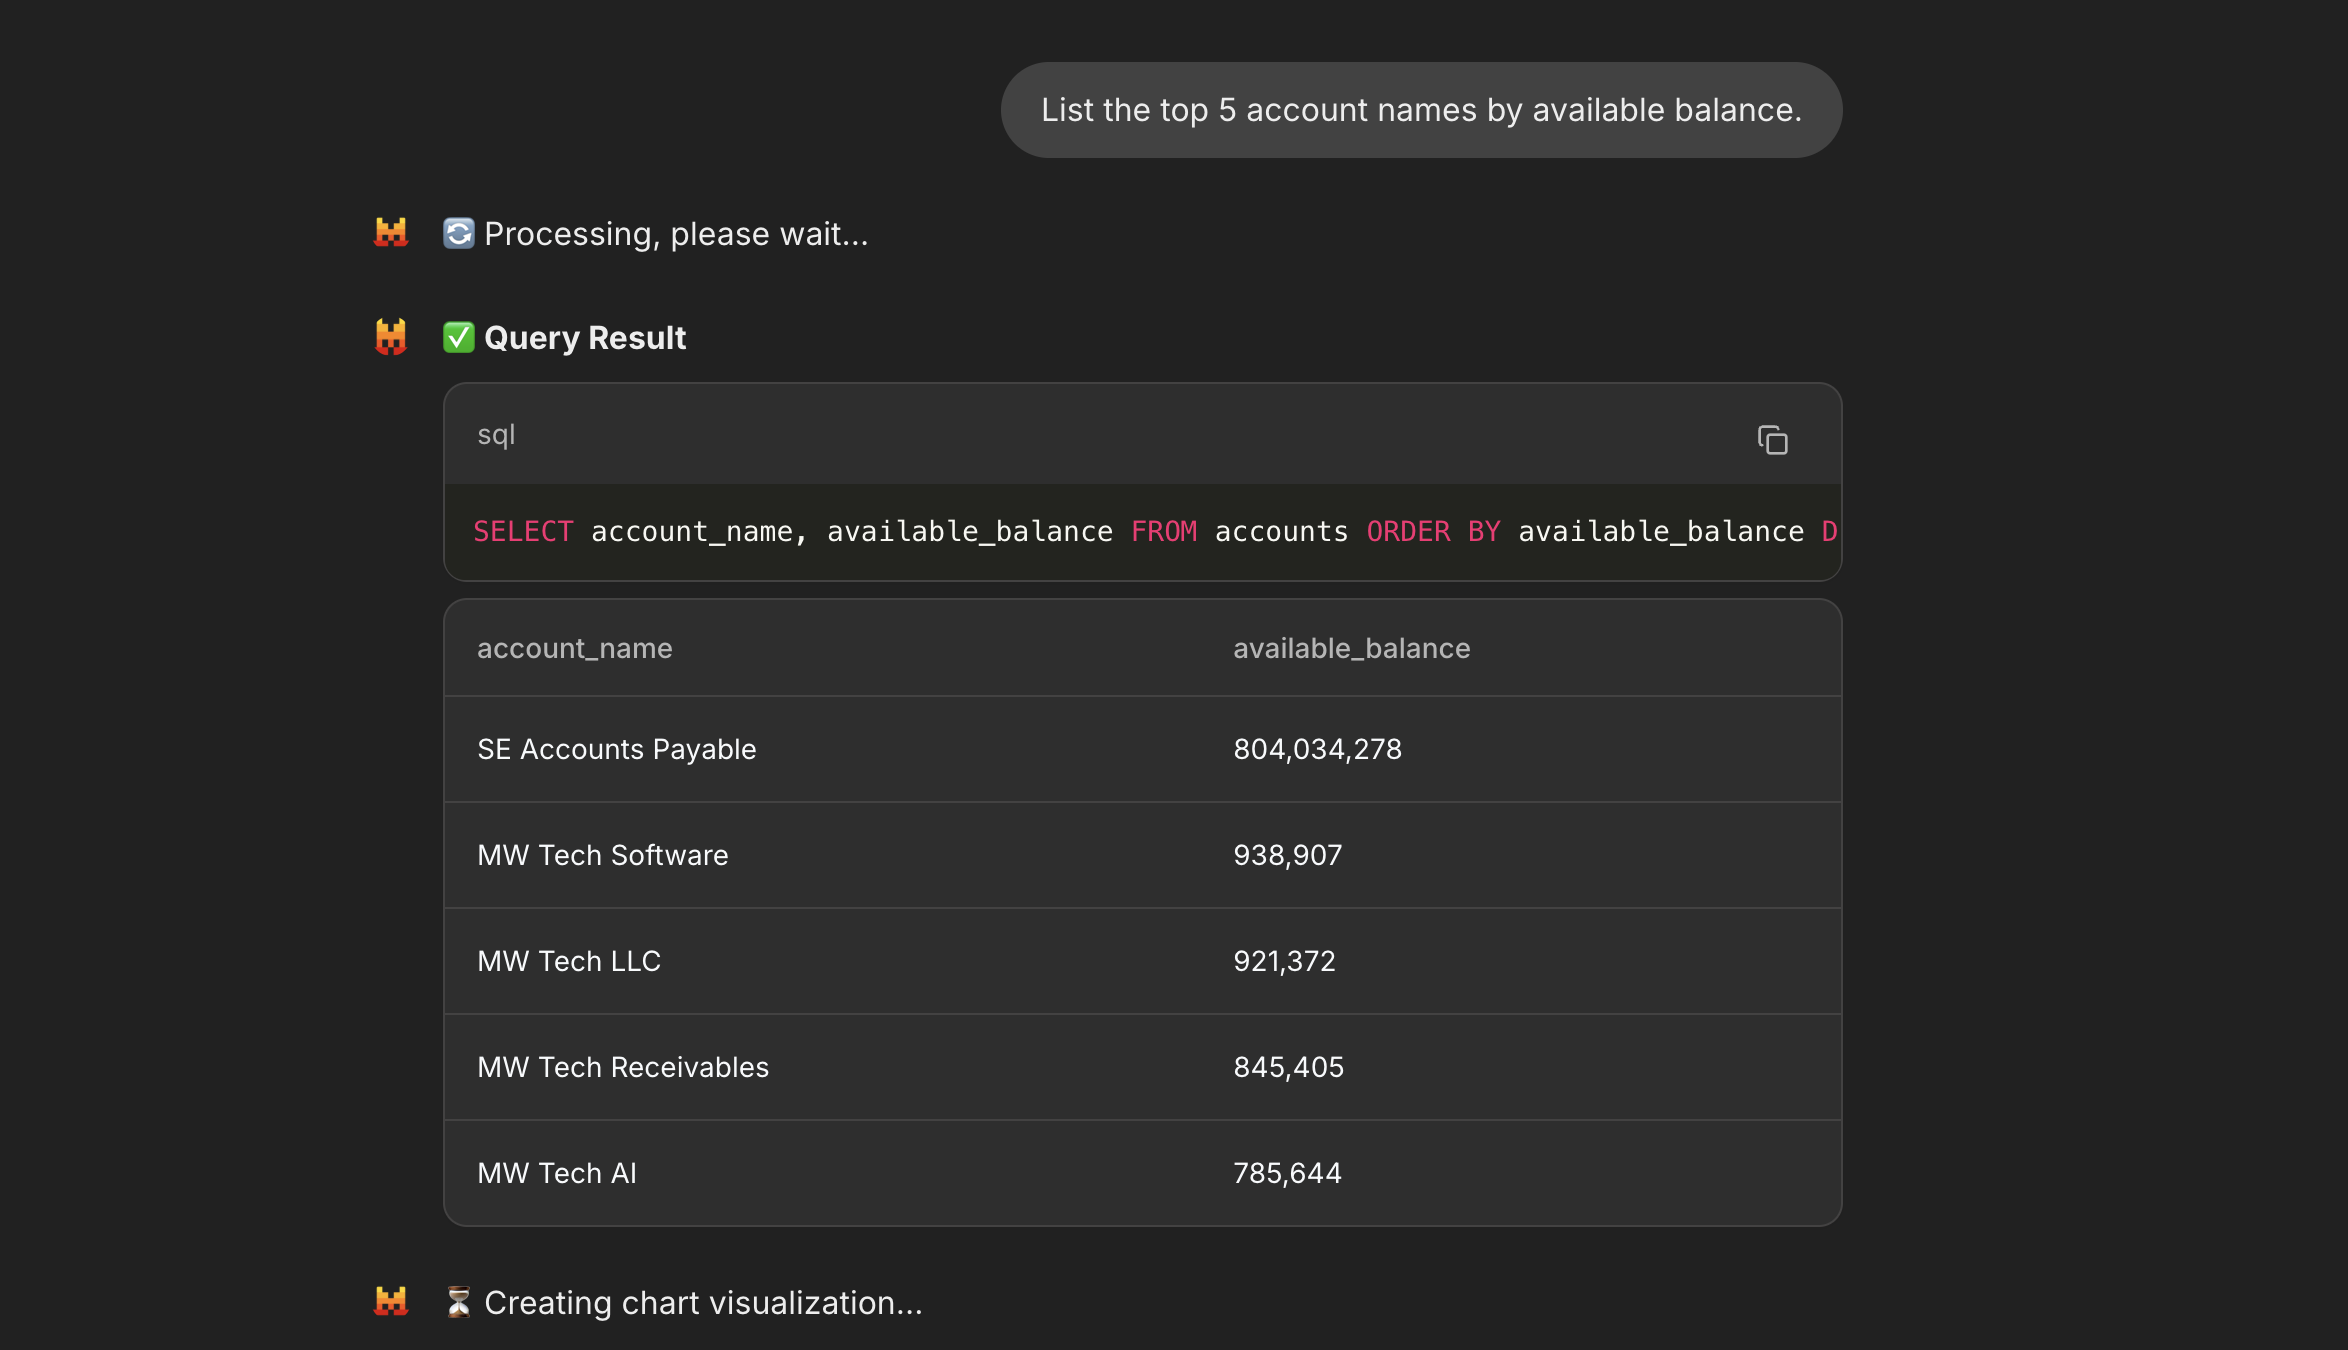 List the top 5 account names by available balance.
Processing, please wait...
Query Result
sql
SELECT account_name, available_balance FROM accounts ORDER BY available_balance D
account_name available_balance
SE Accounts Payable 804,034,278
MW Tech Software 938,907
MW Tech LLC 921,372
MW Tech Receivables 845,405
MW Tech AI 785,644
Creating chart visualization...